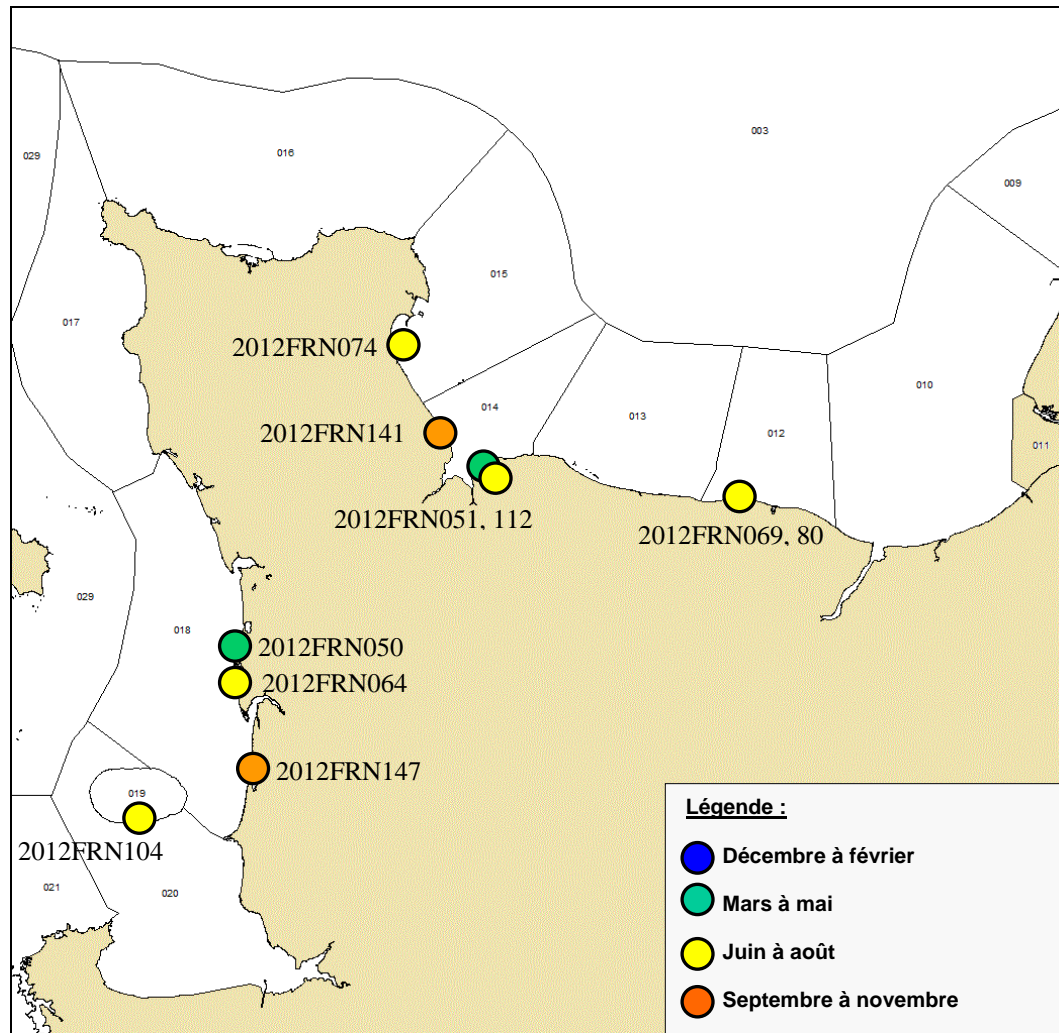 003
016
029
009
015
017
2012FRN074
014
010
013
012
2012FRN141
011
2012FRN051, 112
2012FRN069, 80
029
018
2012FRN050
2012FRN064
2012FRN147
019
2012FRN104
021
020
Légende :
Décembre à février
Mars à mai
Juin à août
Septembre à novembre